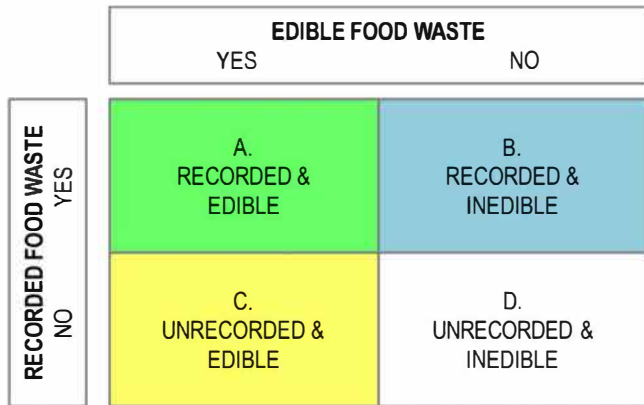 EDIBLE FOOD WASTE
YES NO
RECORDED FOOD WASTE
YES
NO
A.
RECORDED &
EDIBLE
B.
RECORDED &
INEDIBLE
C.
UNRECORDED &
EDIBLE
D.
UNRECORDED &
INEDIBLE